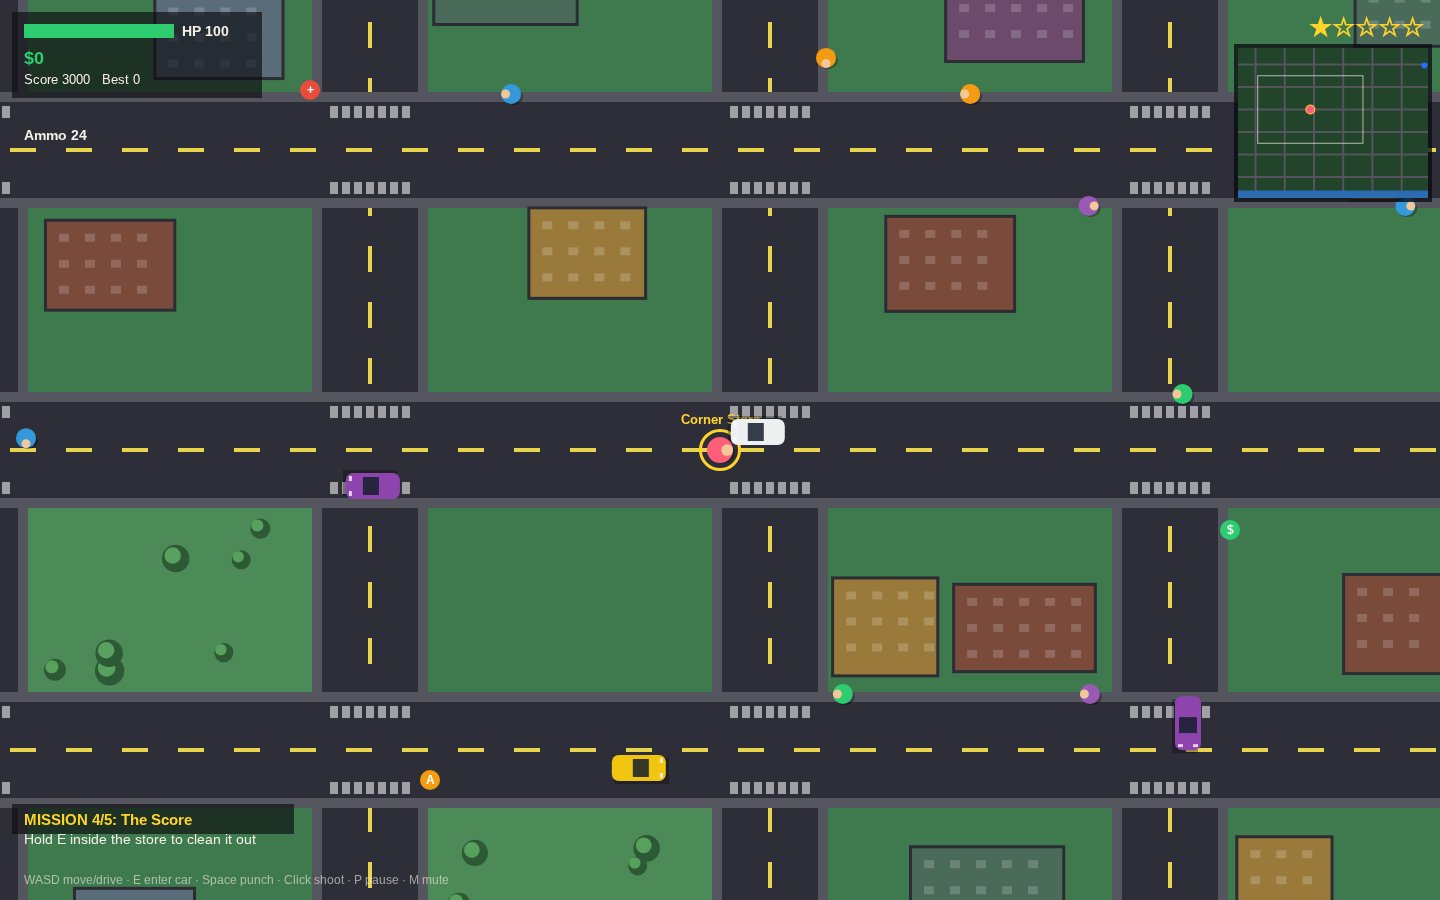 HP 100
$0
Score 3000 Best 0
+
Ammo 24
Corner Store
$
A
MISSION 4/5: The Score
Hold E inside the store to clean it out
WASD move/drive · E enter car · Space punch · Click shoot · P pause · M mute